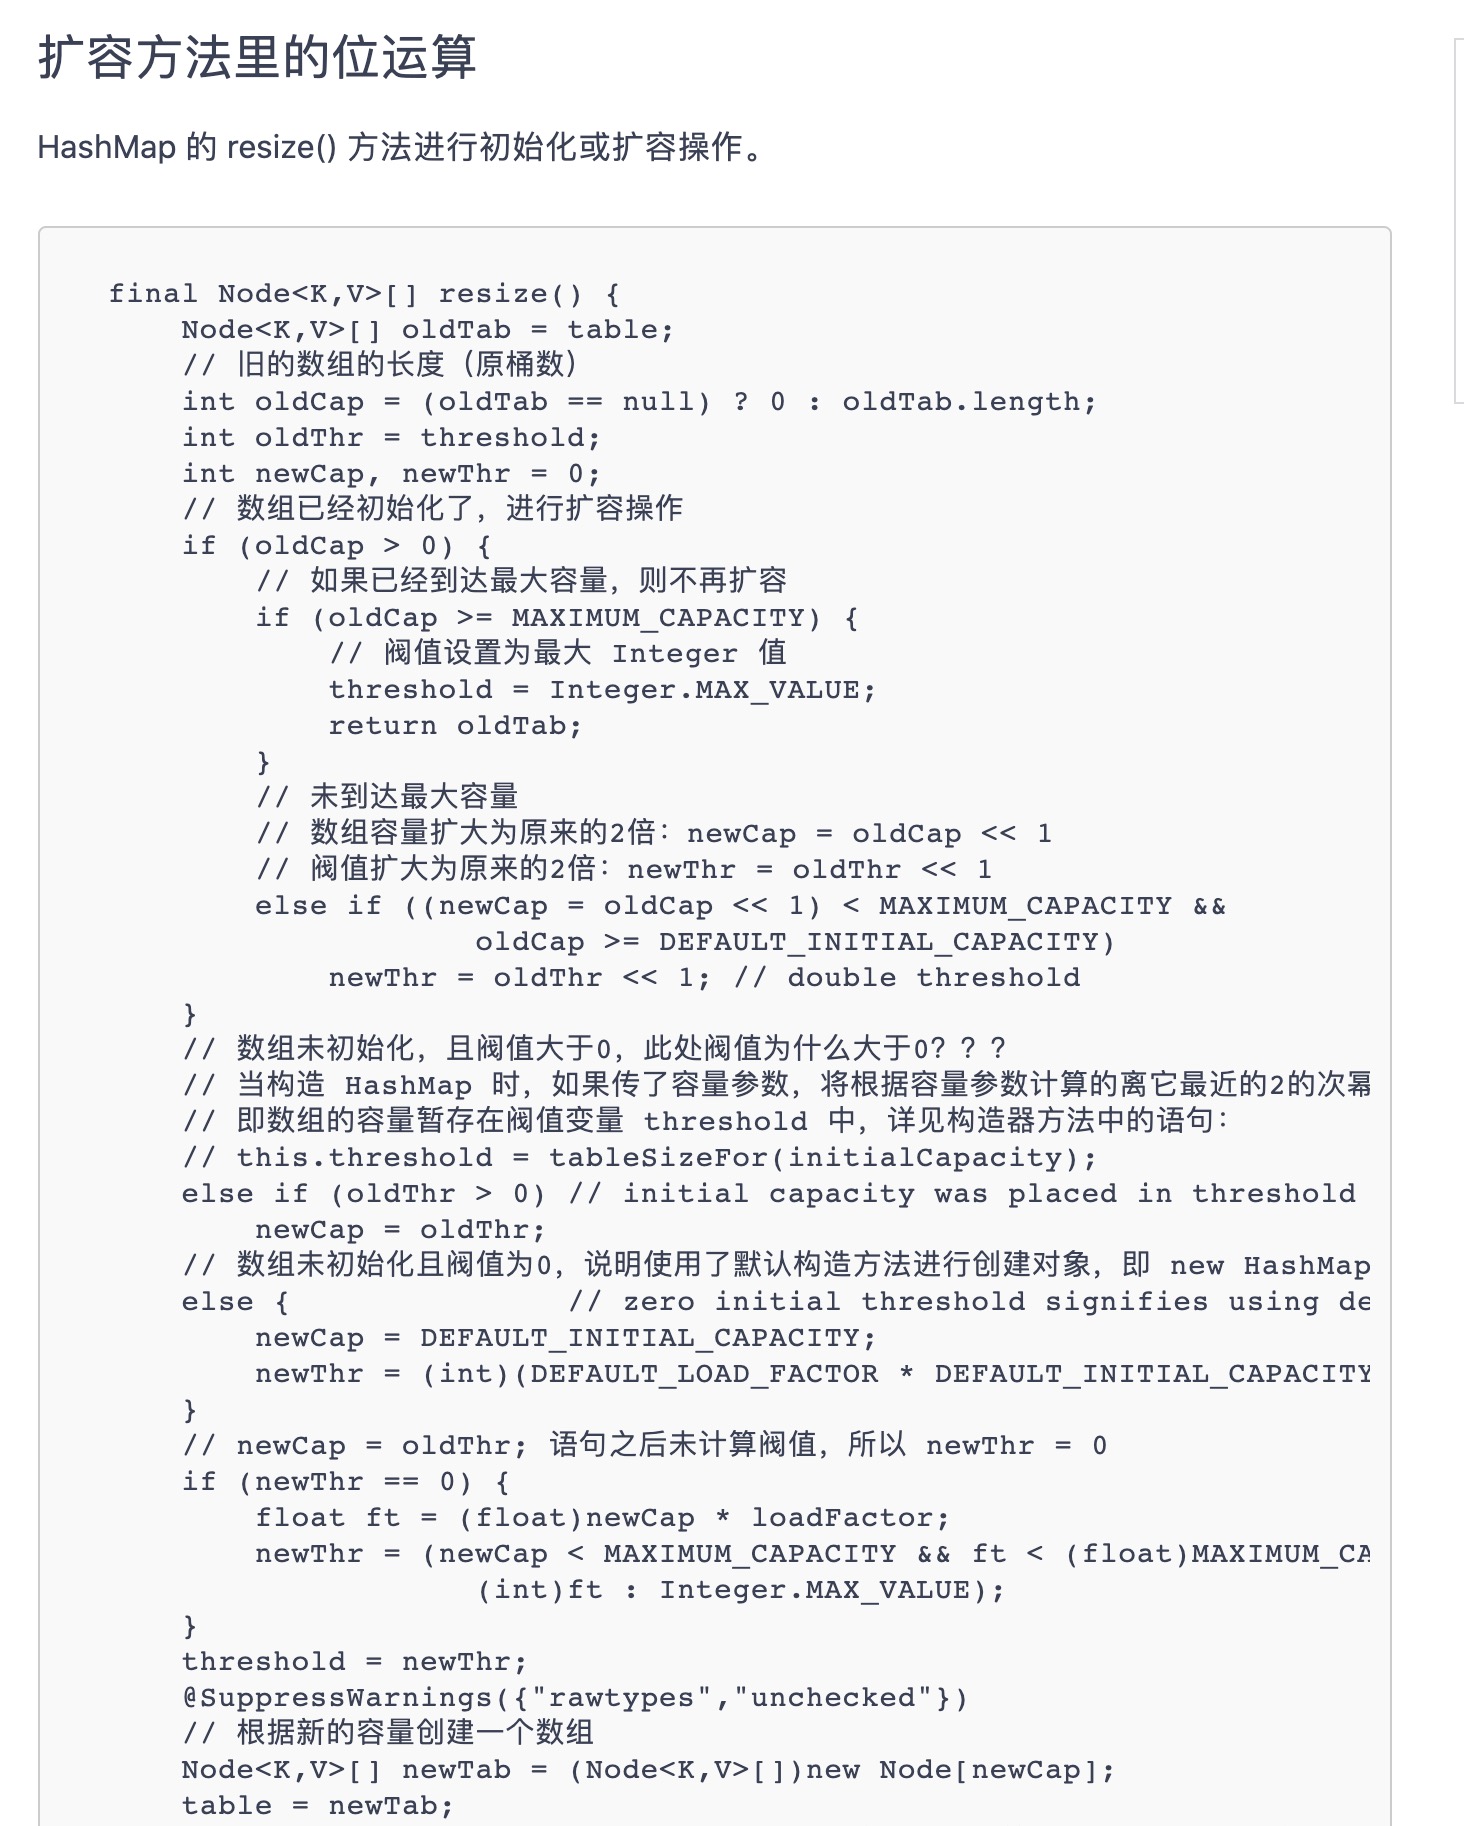 扩容方法里的位运算
HashMap 的 resize() 方法进行初始化或扩容操作。
final Node<K,V>[] resize() {
    Node<K,V>[] oldTab = table;
    // 旧的数组的长度（原桶数）
    int oldCap = (oldTab == null) ? 0 : oldTab.length;
    int oldThr = threshold;
    int newCap, newThr = 0;
    // 数组已经初始化了，进行扩容操作
    if (oldCap > 0) {
        // 如果已经到达最大容量，则不再扩容
        if (oldCap >= MAXIMUM_CAPACITY) {
            // 阀值设置为最大 Integer 值
            threshold = Integer.MAX_VALUE;
            return oldTab;
        }
        // 未到达最大容量
        // 数组容量扩大为原来的2倍：newCap = oldCap << 1
        // 阀值扩大为原来的2倍：newThr = oldThr << 1
        else if ((newCap = oldCap << 1) < MAXIMUM_CAPACITY &&
                    oldCap >= DEFAULT_INITIAL_CAPACITY)
            newThr = oldThr << 1; // double threshold
    }
    // 数组未初始化，且阀值大于0，此处阀值为什么大于0？？？
    // 当构造 HashMap 时，如果传了容量参数，将根据容量参数计算的离它最近的2的次幂
    // 即数组的容量暂存在阀值变量 threshold 中，详见构造器方法中的语句：
    // this.threshold = tableSizeFor(initialCapacity);
    else if (oldThr > 0) // initial capacity was placed in threshold
        newCap = oldThr;
    // 数组未初始化且阀值为0，说明使用了默认构造方法进行创建对象，即 new HashMap
    else {               // zero initial threshold signifies using de
        newCap = DEFAULT_INITIAL_CAPACITY;
        newThr = (int)(DEFAULT_LOAD_FACTOR * DEFAULT_INITIAL_CAPACITY
    }
    // newCap = oldThr; 语句之后未计算阀值，所以 newThr = 0
    if (newThr == 0) {
        float ft = (float)newCap * loadFactor;
        newThr = (newCap < MAXIMUM_CAPACITY && ft < (float)MAXIMUM_CA
                    (int)ft : Integer.MAX_VALUE);
    }
    threshold = newThr;
    @SuppressWarnings({"rawtypes","unchecked"})
    // 根据新的容量创建一个数组
    Node<K,V>[] newTab = (Node<K,V>[])new Node[newCap];
    table = newTab;